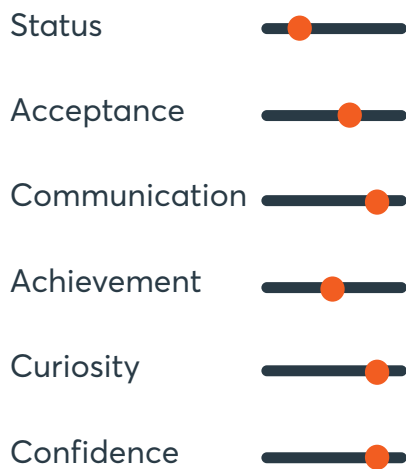 Status
Acceptance
Communication
Achievement
Curiosity
Confidence